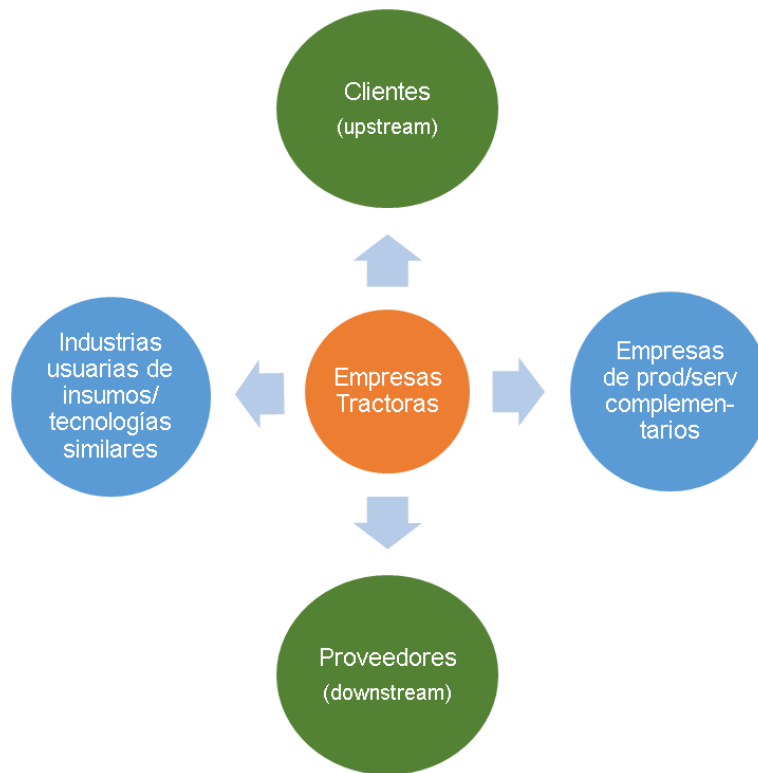 Clientes
(upstream)
Industrias
usuarias de
insumos/
tecnologías
similares
Empresas
Tractoras
Empresas
de prod/serv
complemen-
tarios
Proveedores
(downstream)